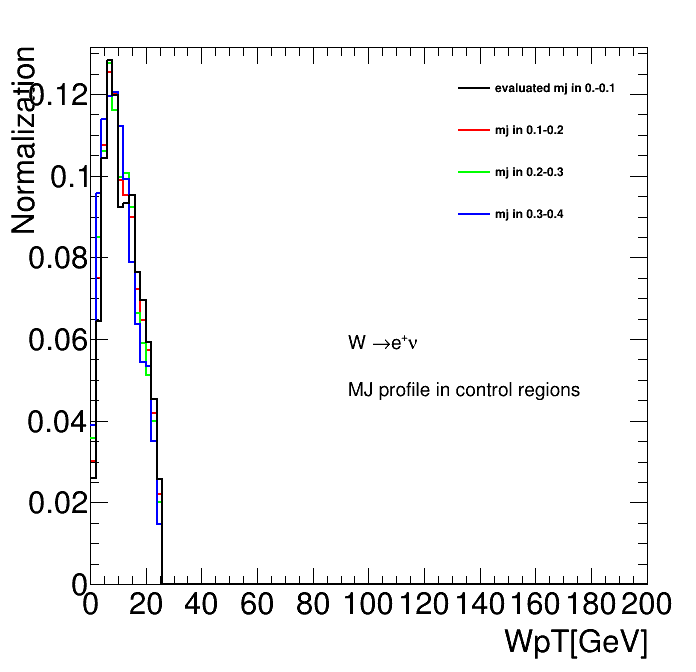 Normalization
0.12
0.1
0.08
0.06
0.04
0.02
0
evaluated mj in 0.-0.1
mj in 0.1-0.2
mj in 0.2-0.3
mj in 0.3-0.4
W →e⁺ν
MJ profile in control regions
0 20 40 60 80 100 120 140 160 180 200
WpT[GeV]